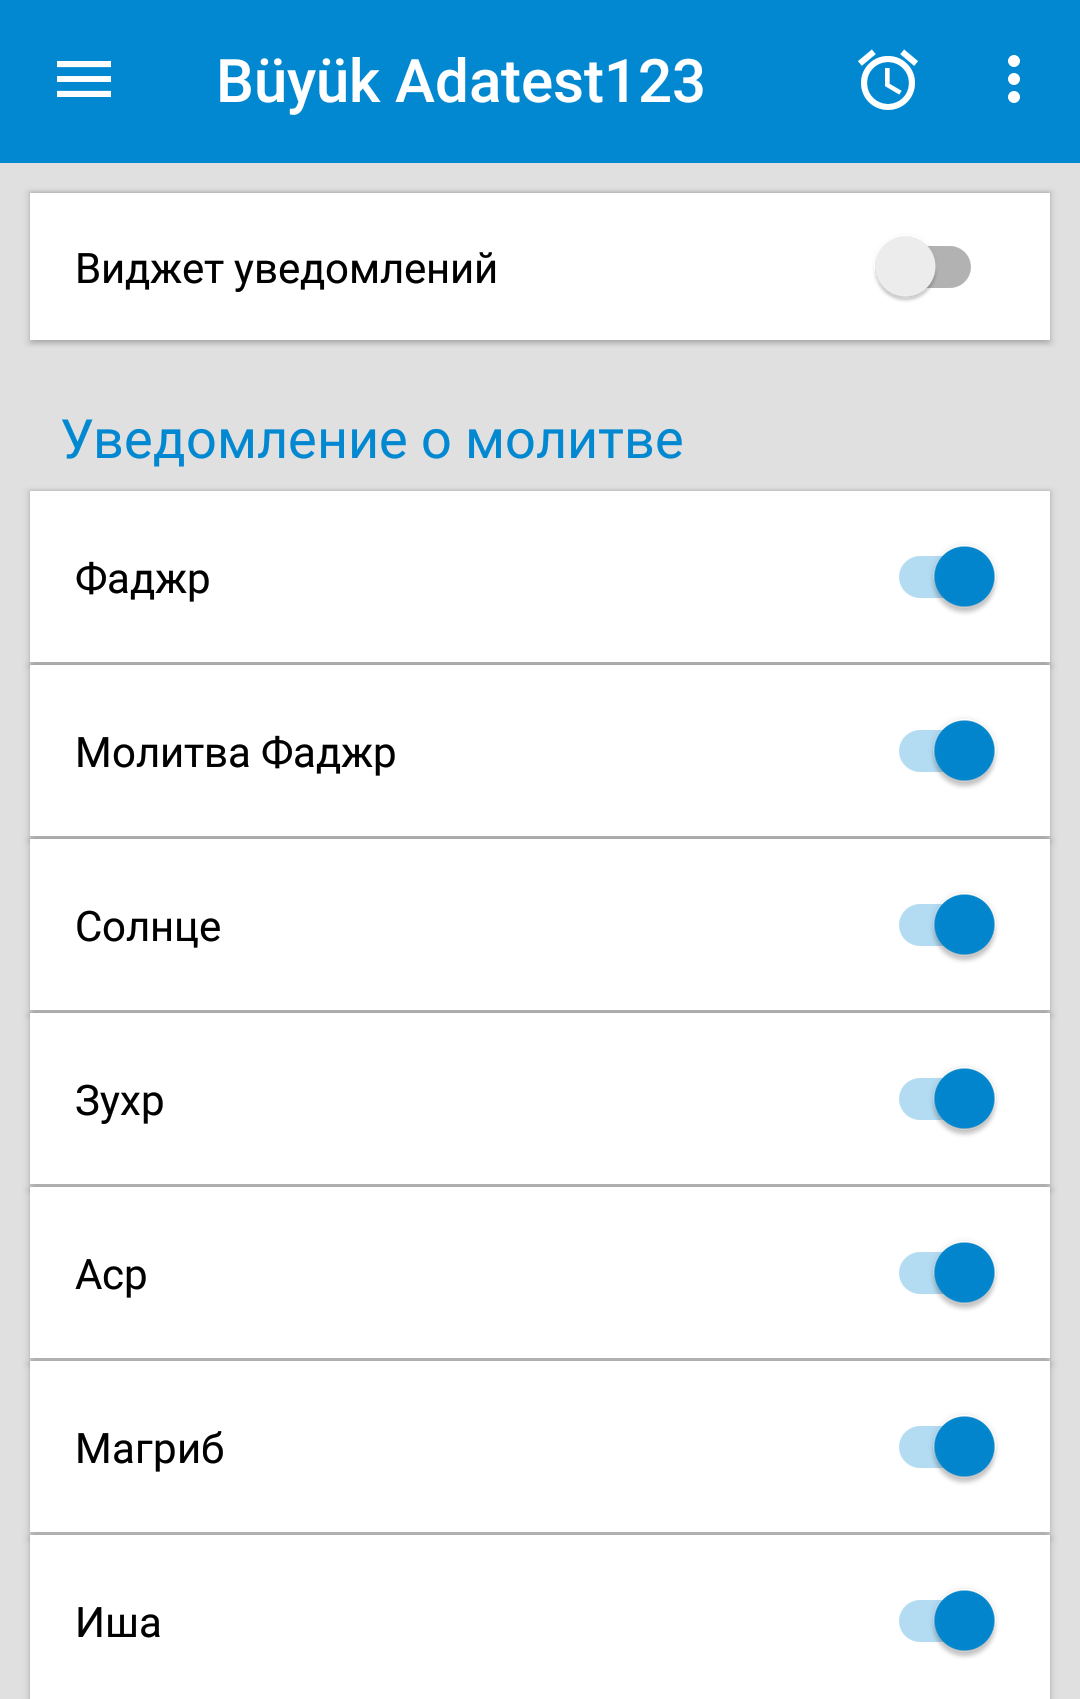 Büyük Adatest123
Виджет уведомлений
Уведомление о молитве
Фаджр
Молитва Фаджр
Солнце
Зухр
Аср
Магриб
Иша